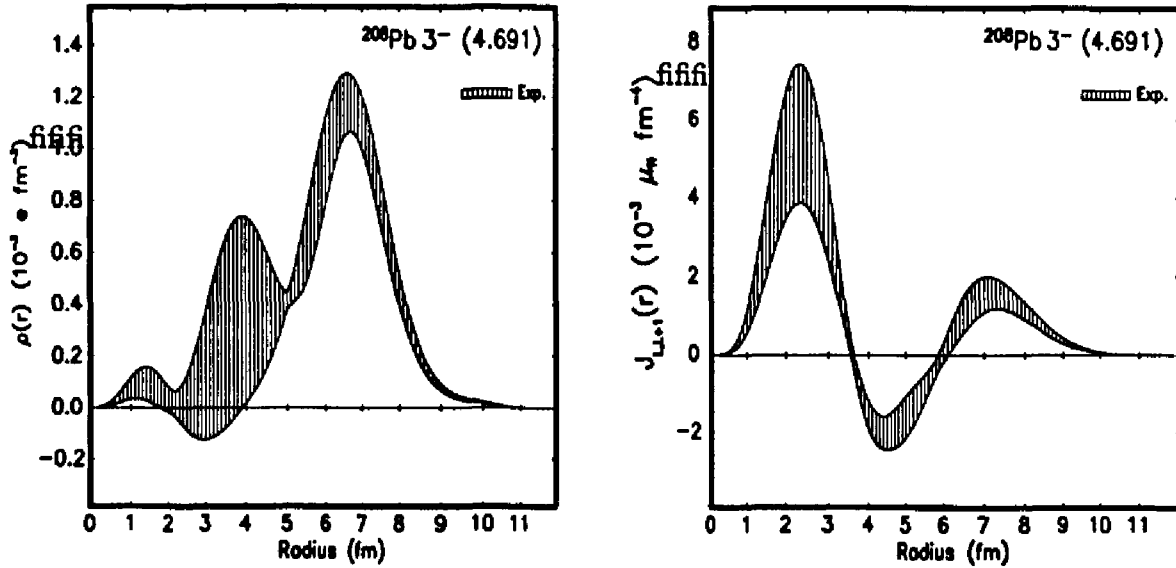 ²⁰⁸Pb 3⁻ (4.691)
Exp.
fifi
ρ(r) (10⁻³ e fm⁻³)
1.4
1.2
1.0
0.8
0.6
0.4
0.2
0.0
−0.2
0 1 2 3 4 5 6 7 8 9 10 11
Radius (fm)
²⁰⁸Pb 3⁻ (4.691)
Exp.
fifi
J_{L,L+1}(r) (10⁻³ μ_N fm⁻⁴)
8
6
4
2
0
−2
0 1 2 3 4 5 6 7 8 9 10 11
Radius (fm)